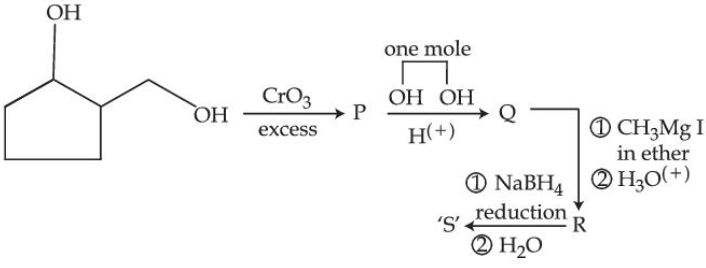 OH
OH
CrO3
excess
P
one mole
OH OH
H(+)
Q
① CH3Mg I
in ether
② H3O(+)
R
① NaBH4
reduction
② H2O
‘S’